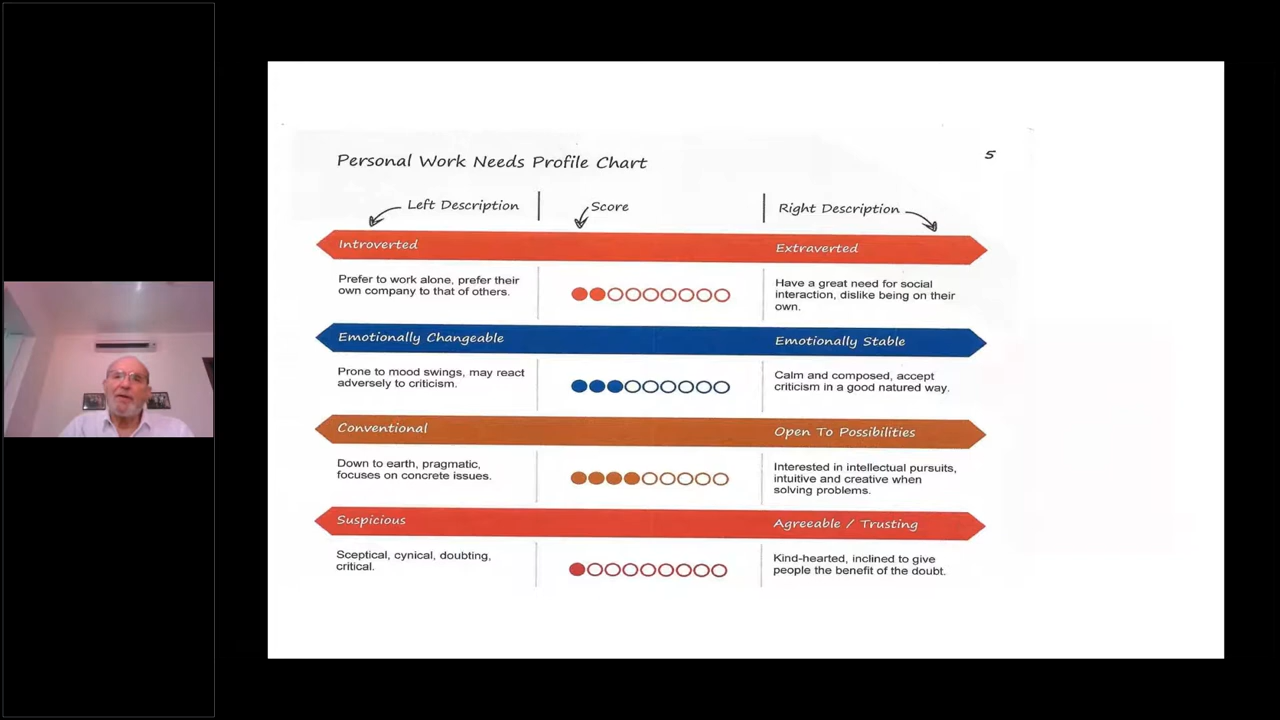 Personal Work Needs Profile Chart
5
Left Description
Score
Right Description
Introverted
Extraverted
Prefer to work alone, prefer their
own company to that of others.
Have a great need for social
interaction, dislike being on their
own.
Emotionally Changeable
Emotionally Stable
Prone to mood swings, may react
adversely to criticism.
Calm and composed, accept
criticism in a good natured way.
Conventional
Open To Possibilities
Down to earth, pragmatic,
focuses on concrete issues.
Interested in intellectual pursuits,
intuitive and creative when
solving problems.
Suspicious
Agreeable / Trusting
Sceptical, cynical, doubting,
critical.
Kind-hearted, inclined to give
people the benefit of the doubt.